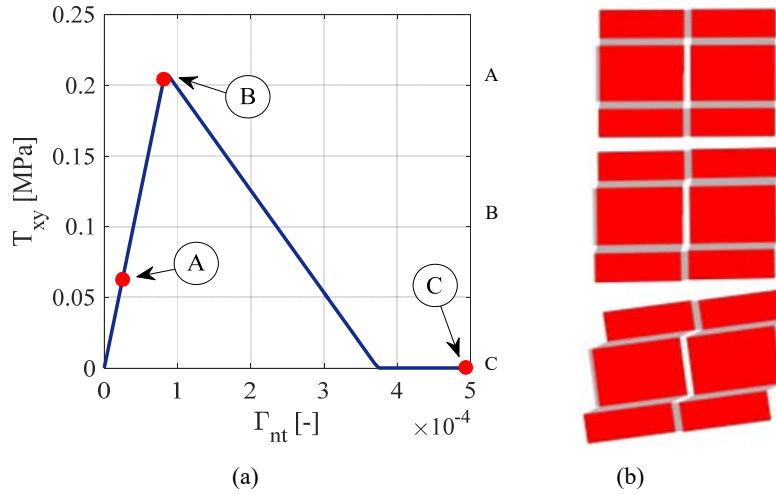 0.25
0.2
0.15
0.1
0.05
0
T_xy [MPa]
A
B
C
0 1 2 3 4 5
Γ_nt [-]
×10⁻⁴
A
B
C
(a)
(b)